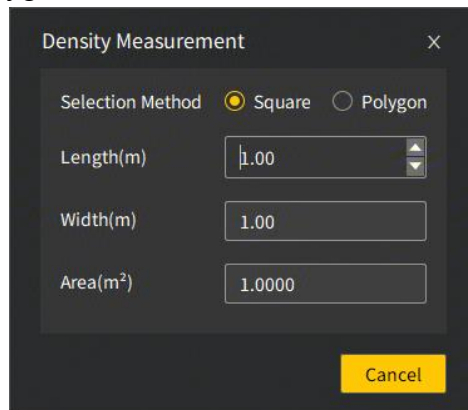 Density Measurement X
Selection Method Square Polygon
Length(m) 1.00
Width(m) 1.00
Area(m²) 1.0000
Cancel